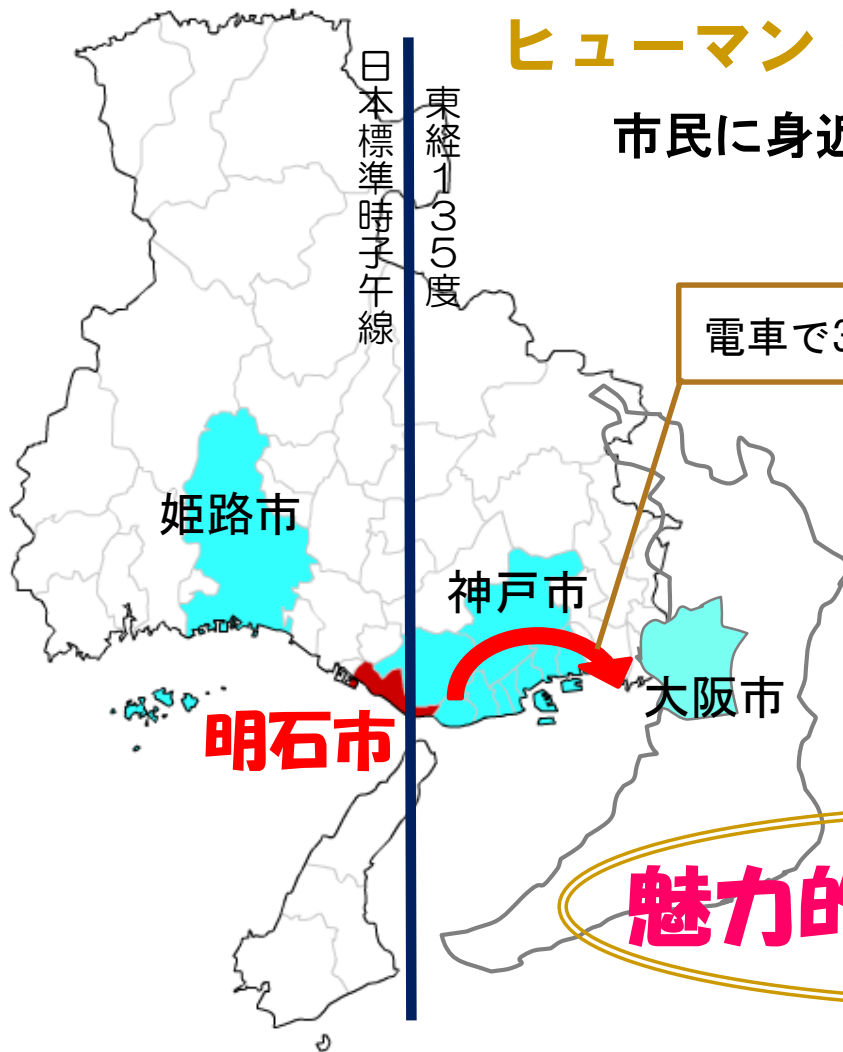 ヒューマン
市民に身近
日本標準時子午線
東経135度
電車で3
姫路市
神戸市
大阪市
明石市
魅力的